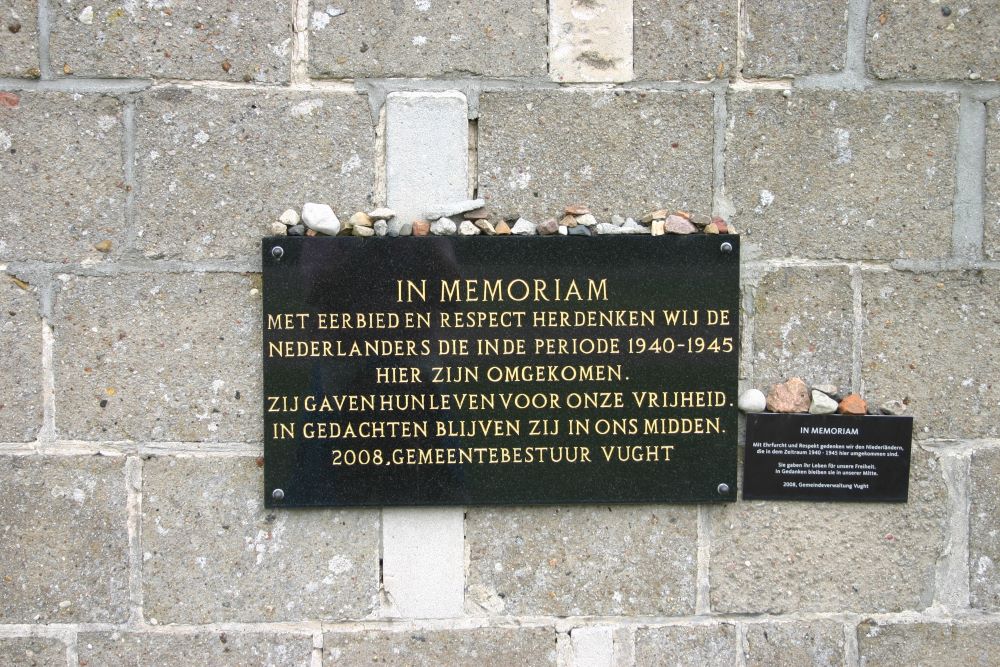 IN MEMORIAM
MET EERBIED EN RESPECT HERDENKEN WIJ DE
NEDERLANDERS DIE IN DE PERIODE 1940-1945
HIER ZIJN OMGEKOMEN.
ZIJ GAVEN HUN LEVEN VOOR ONZE VRIJHEID.
IN GEDACHTEN BLIJVEN ZIJ IN ONS MIDDEN.
2008, GEMEENTEBESTUUR VUGHT
IN MEMORIAM
Mit Ehrfurcht und Respekt gedenken wir den Niederländern,
die in dem Zeitraum 1940 - 1945 hier umgekommen sind.
Sie gaben Ihr Leben für unsere Freiheit.
In Gedanken bleiben sie in unserer Mitte.
2008, Gemeindeverwaltung Vught